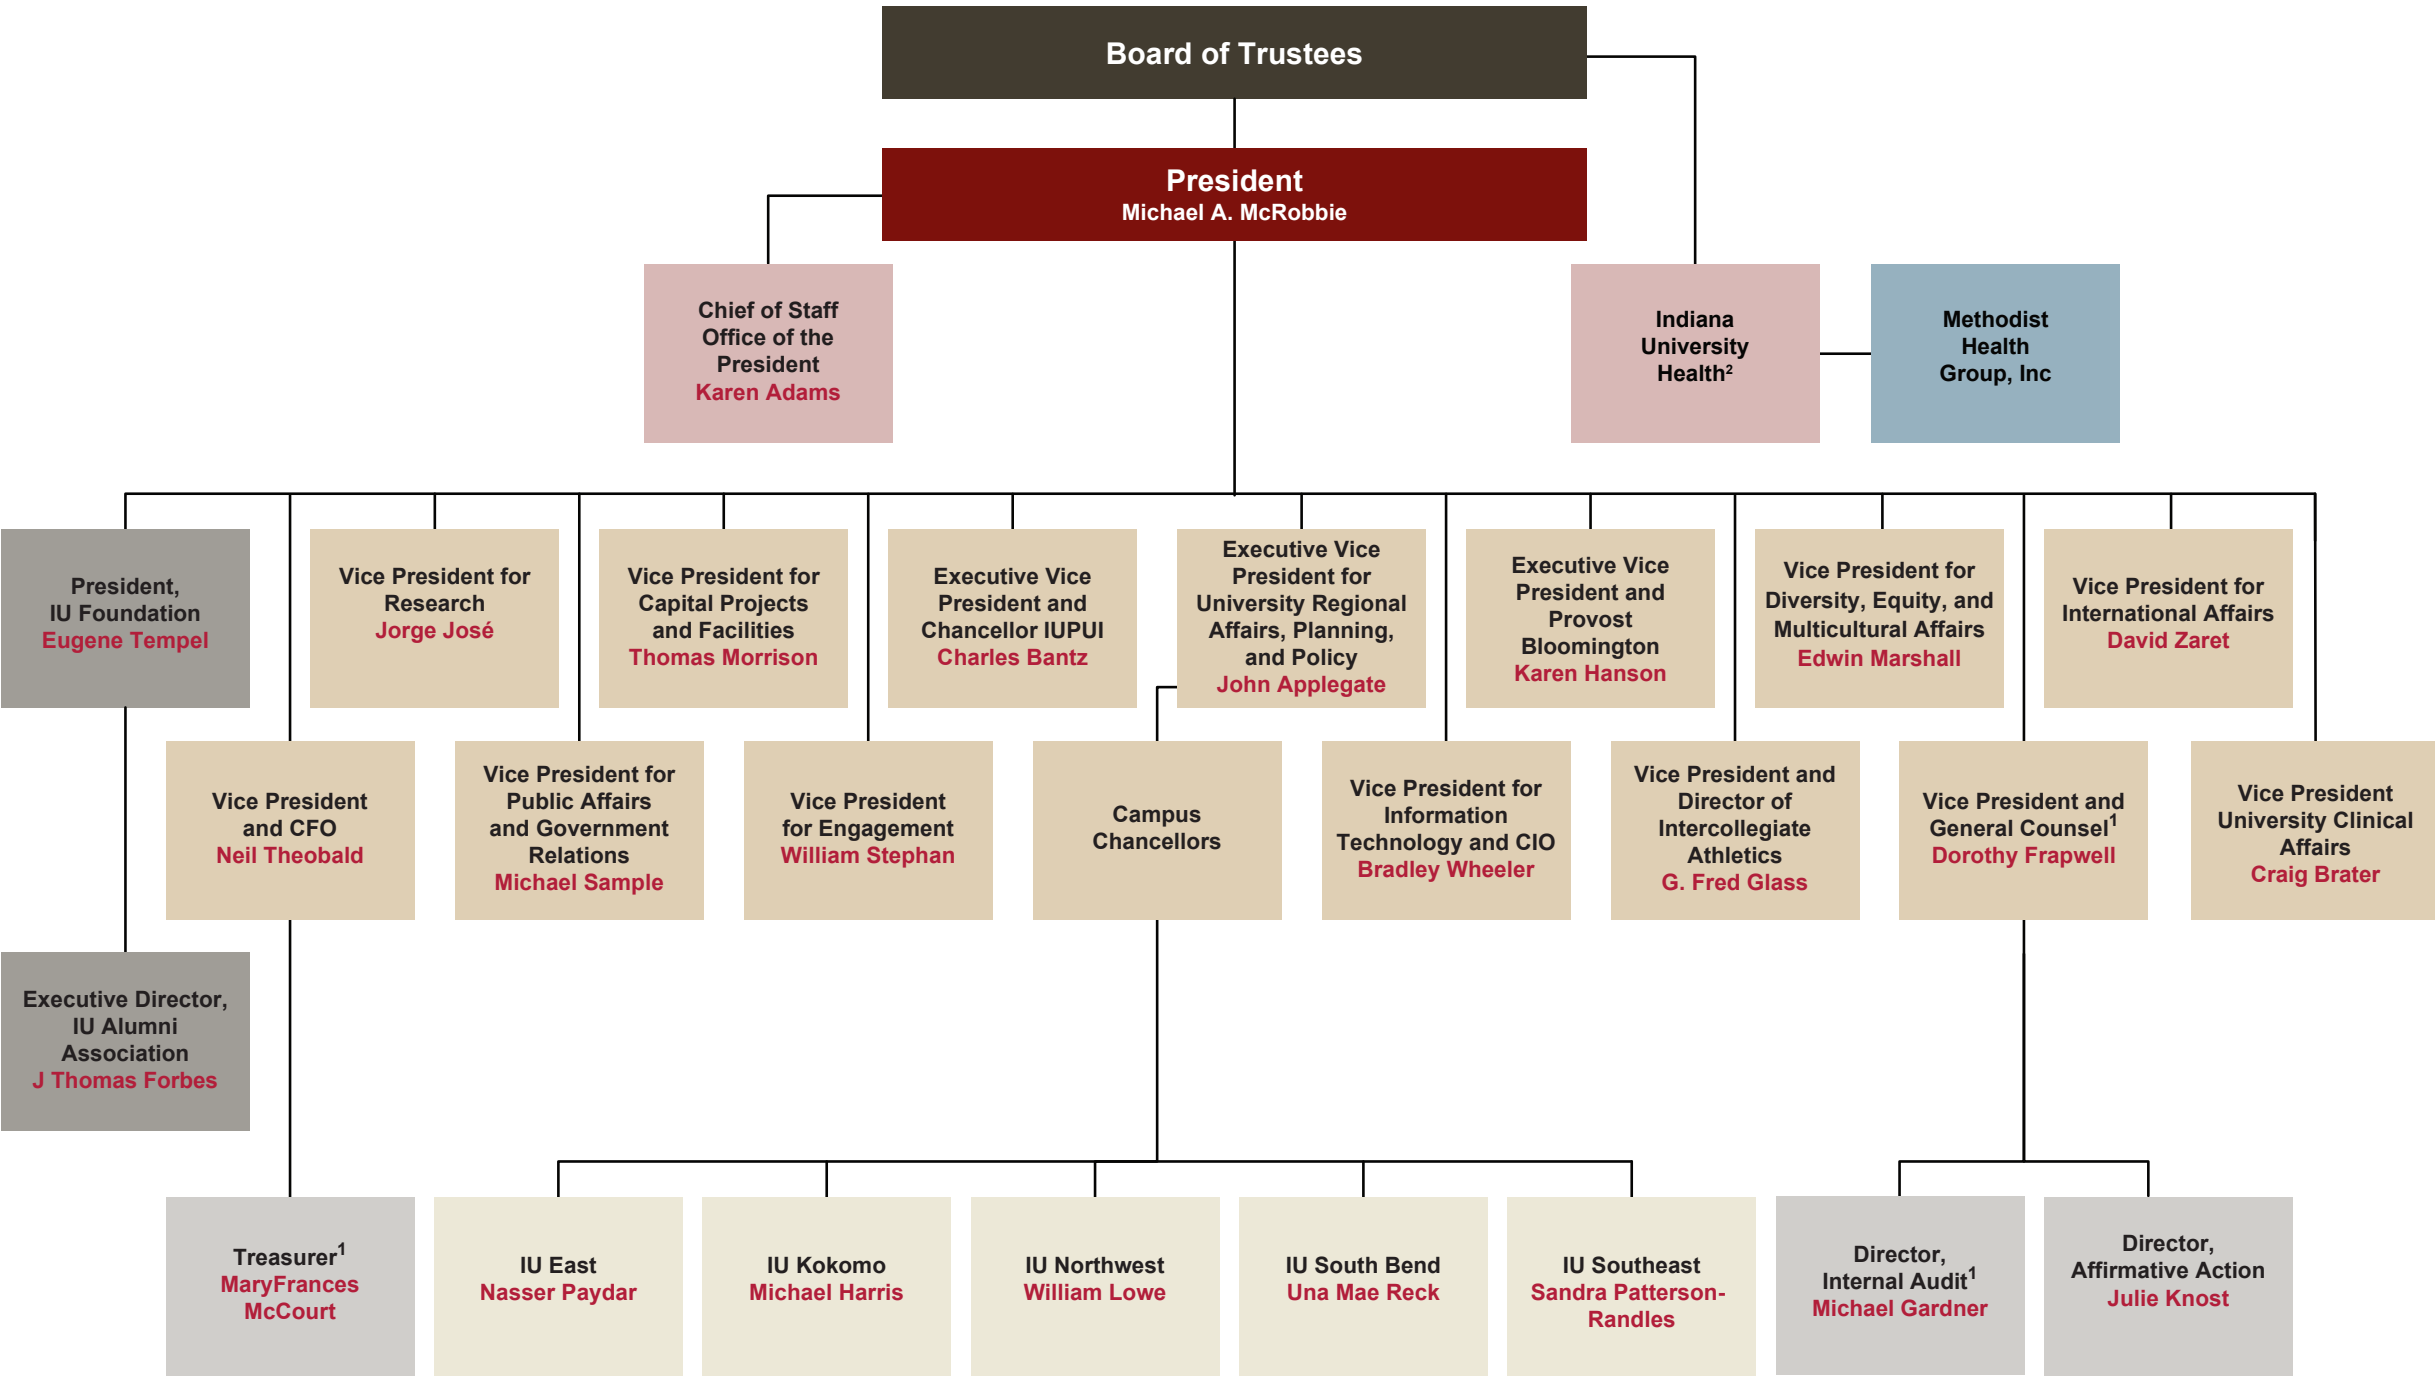 Board of Trustees
President
Michael A. McRobbie
Chief of Staff
Office of the
President
Karen Adams
Indiana
University
Health²
Methodist
Health
Group, Inc
President,
IU Foundation
Eugene Tempel
Vice President for
Research
Jorge José
Vice President for
Capital Projects
and Facilities
Thomas Morrison
Executive Vice
President and
Chancellor IUPUI
Charles Bantz
Executive Vice
President for
University Regional
Affairs, Planning,
and Policy
John Applegate
Executive Vice
President and
Provost
Bloomington
Karen Hanson
Vice President for
Diversity, Equity, and
Multicultural Affairs
Edwin Marshall
Vice President for
International Affairs
David Zaret
Vice President
and CFO
Neil Theobald
Vice President for
Public Affairs
and Government
Relations
Michael Sample
Vice President
for Engagement
William Stephan
Campus
Chancellors
Vice President for
Information
Technology and CIO
Bradley Wheeler
Vice President and
Director of
Intercollegiate
Athletics
G. Fred Glass
Vice President and
General Counsel¹
Dorothy Frapwell
Vice President
University Clinical
Affairs
Craig Brater
Executive Director,
IU Alumni
Association
J Thomas Forbes
Treasurer¹
MaryFrances
McCourt
IU East
Nasser Paydar
IU Kokomo
Michael Harris
IU Northwest
William Lowe
IU South Bend
Una Mae Reck
IU Southeast
Sandra Patterson-
Randles
Director,
Internal Audit¹
Michael Gardner
Director,
Affirmative Action
Julie Knost